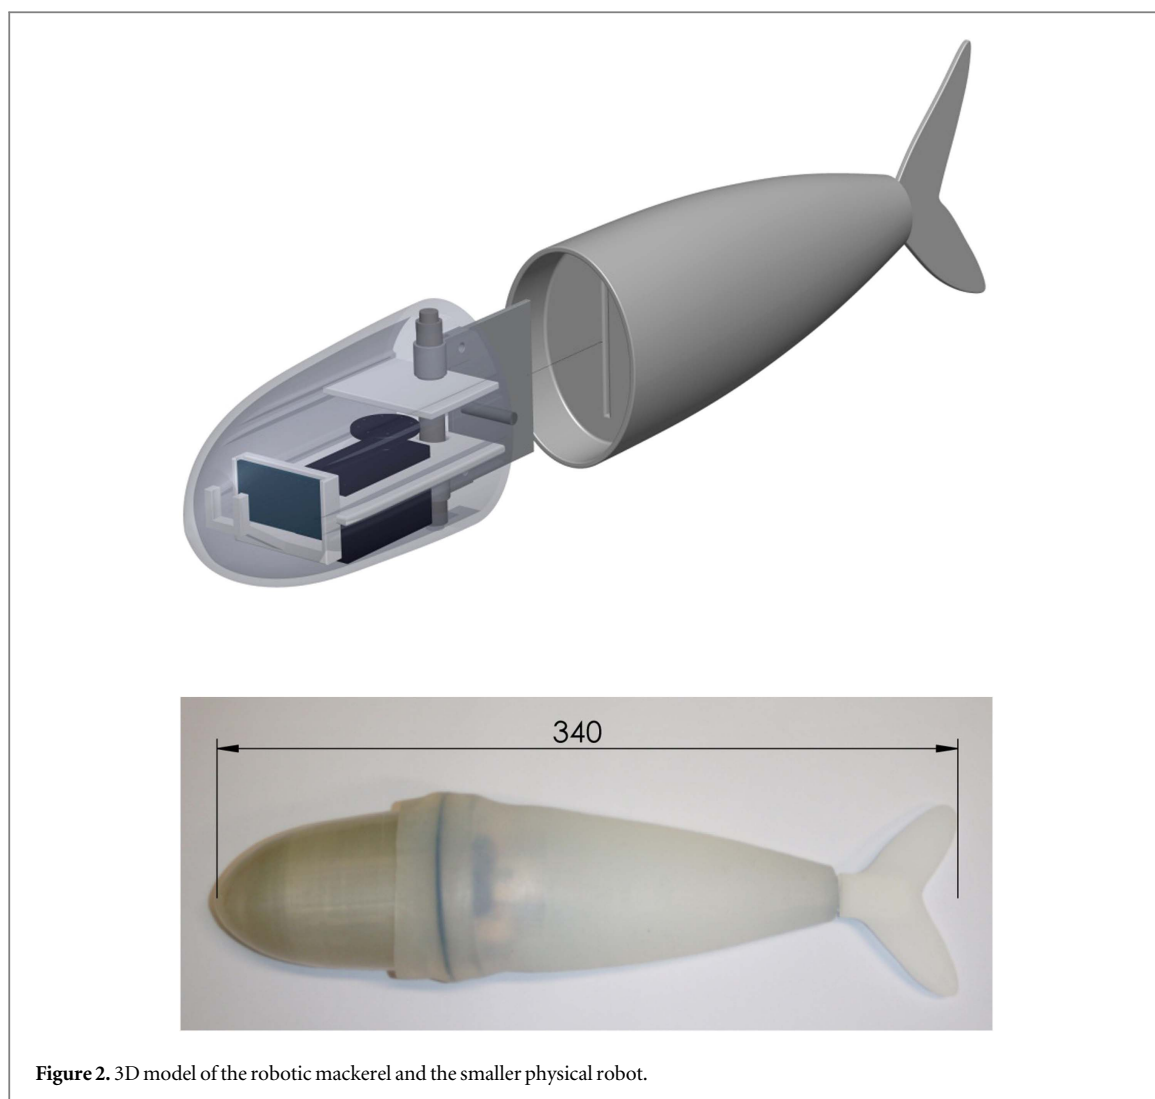 340
Figure 2. 3D model of the robotic mackerel and the smaller physical robot.